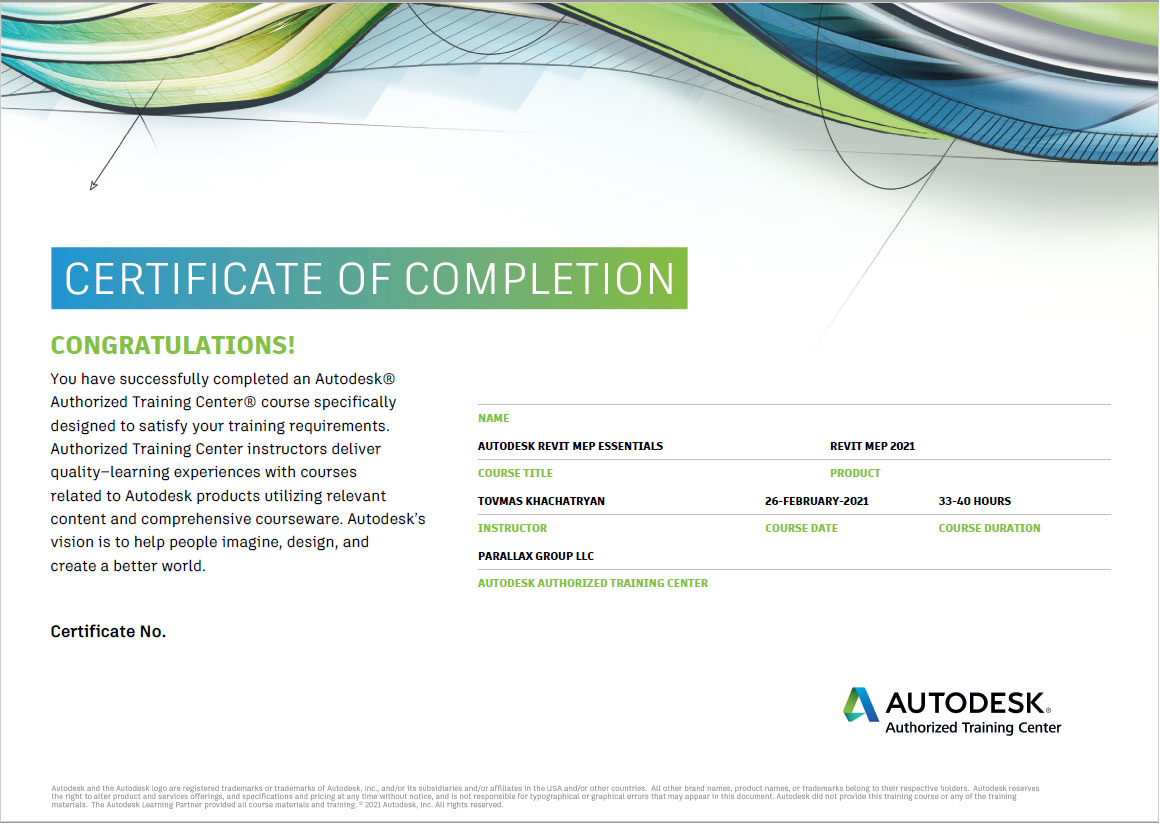 CERTIFICATE OF COMPLETION
CONGRATULATIONS!
You have successfully completed an Autodesk®
Authorized Training Center® course specifically
designed to satisfy your training requirements.
Authorized Training Center instructors deliver
quality–learning experiences with courses
related to Autodesk products utilizing relevant
content and comprehensive courseware. Autodesk’s
vision is to help people imagine, design, and
create a better world.
Certificate No.
NAME
AUTODESK REVIT MEP ESSENTIALS REVIT MEP 2021
COURSE TITLE PRODUCT
TOVMAS KHACHATRYAN 26-FEBRUARY-2021 33-40 HOURS
INSTRUCTOR COURSE DATE COURSE DURATION
PARALLAX GROUP LLC
AUTODESK AUTHORIZED TRAINING CENTER
AUTODESK®
Authorized Training Center
Autodesk and the Autodesk logo are registered trademarks or trademarks of Autodesk, Inc., and/or its subsidiaries and/or affiliates in the USA and/or other countries. All other brand names, product names, or trademarks belong to their respective holders. Autodesk reserves
the right to alter product and services offerings, and specifications and pricing at any time without notice, and is not responsible for typographical or graphical errors that may appear in this document. Autodesk did not provide this training course or any of the training
materials. The Autodesk Learning Partner provided all course materials and training. © 2021 Autodesk, Inc. All rights reserved.